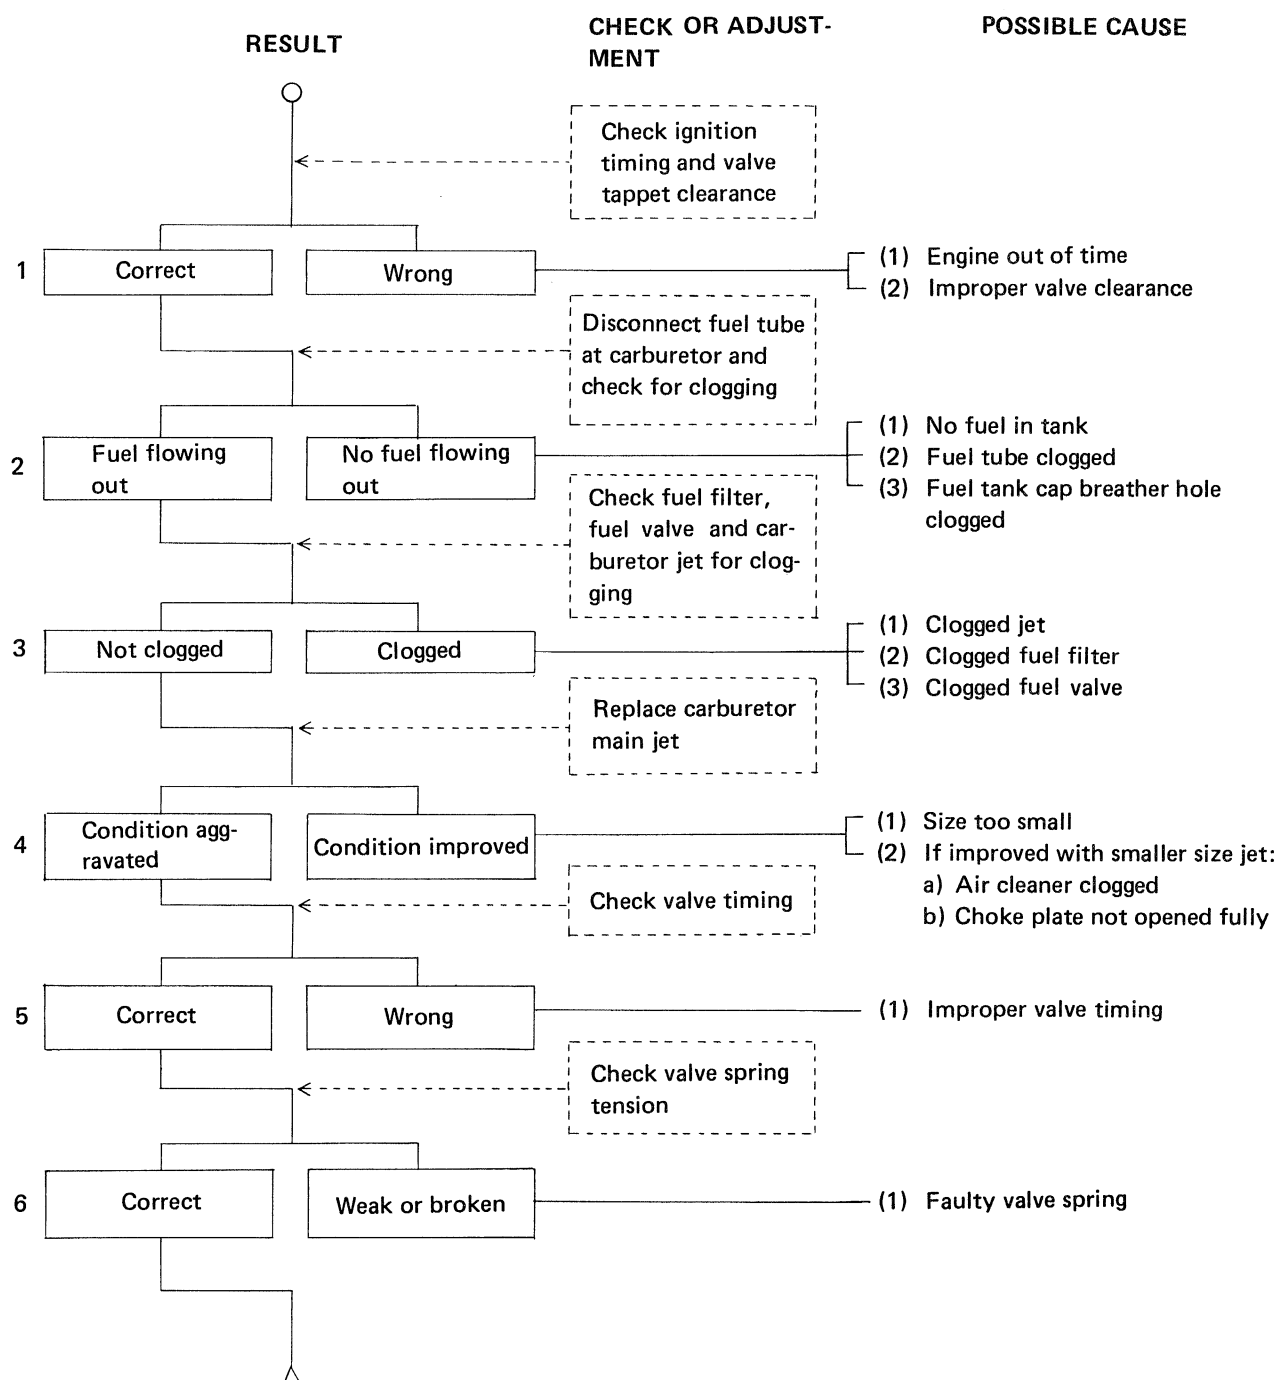 RESULT
CHECK OR ADJUST-
MENT
POSSIBLE CAUSE
Check ignition
timing and valve
tappet clearance
1
Correct
Wrong
(1) Engine out of time
(2) Improper valve clearance
Disconnect fuel tube
at carburetor and
check for clogging
2
Fuel flowing
out
No fuel flowing
out
(1) No fuel in tank
(2) Fuel tube clogged
(3) Fuel tank cap breather hole
clogged
Check fuel filter,
fuel valve and car-
buretor jet for clog-
ging
3
Not clogged
Clogged
(1) Clogged jet
(2) Clogged fuel filter
(3) Clogged fuel valve
Replace carburetor
main jet
4
Condition agg-
ravated
Condition improved
(1) Size too small
(2) If improved with smaller size jet:
a) Air cleaner clogged
b) Choke plate not opened fully
Check valve timing
5
Correct
Wrong
(1) Improper valve timing
Check valve spring
tension
6
Correct
Weak or broken
(1) Faulty valve spring